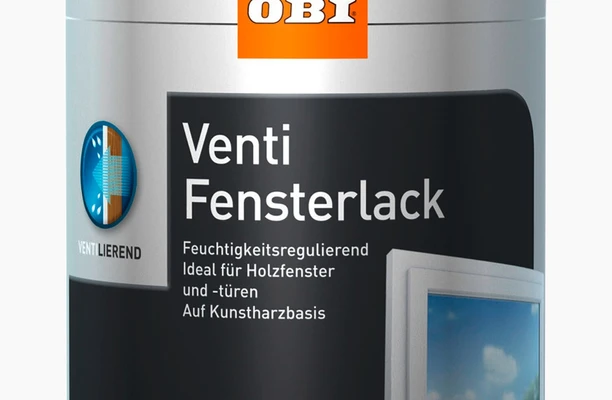 OBI
Venti
Fensterlack
Feuchtigkeitsregulierend
Ideal für Holzfenster
und -türen
Auf Kunstharzbasis
VENTILIEREND